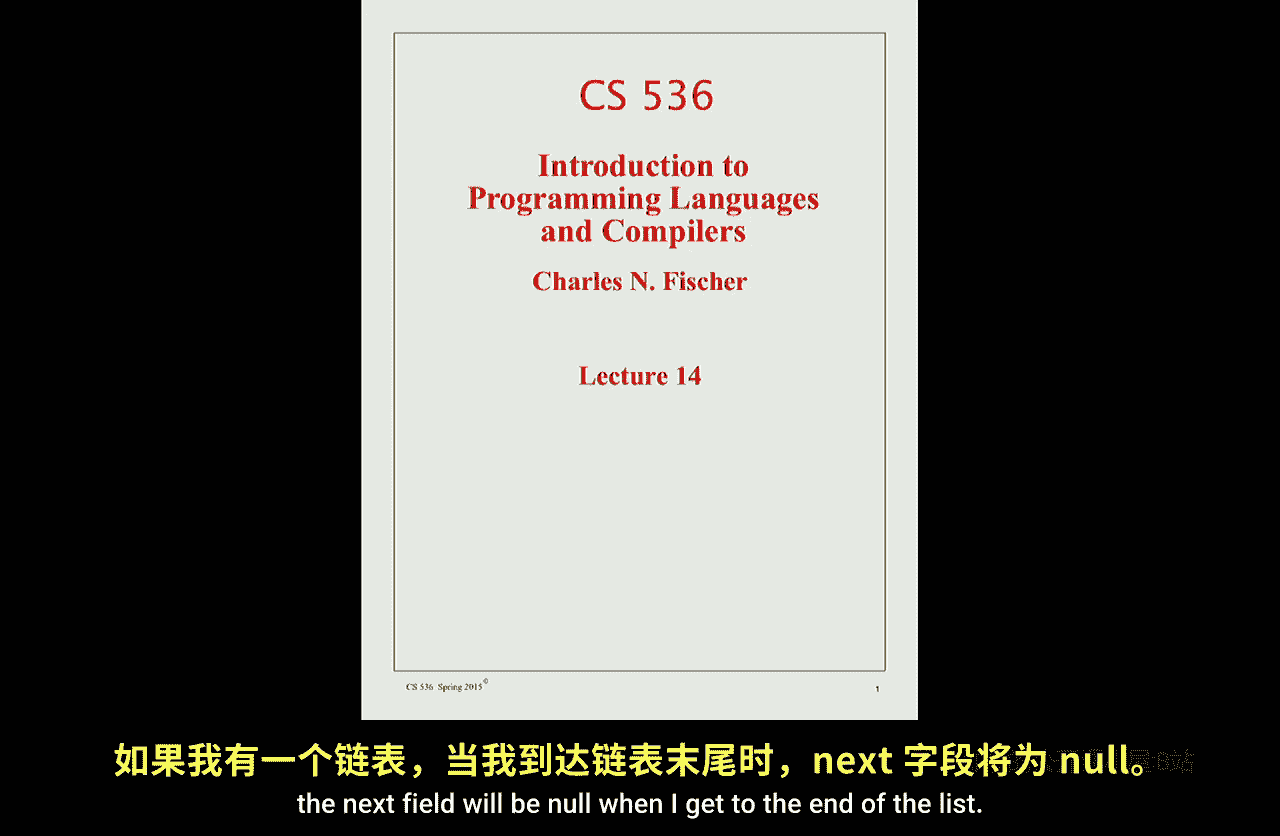 CS 536
Introduction to
Programming Languages
and Compilers
Charles N. Fischer
Lecture 14
CS 536 Spring 2015©
1
如果我有一个链表，当我到达链表末尾时，next 字段将为 null。
the next field will be null when I get to the end of the list.